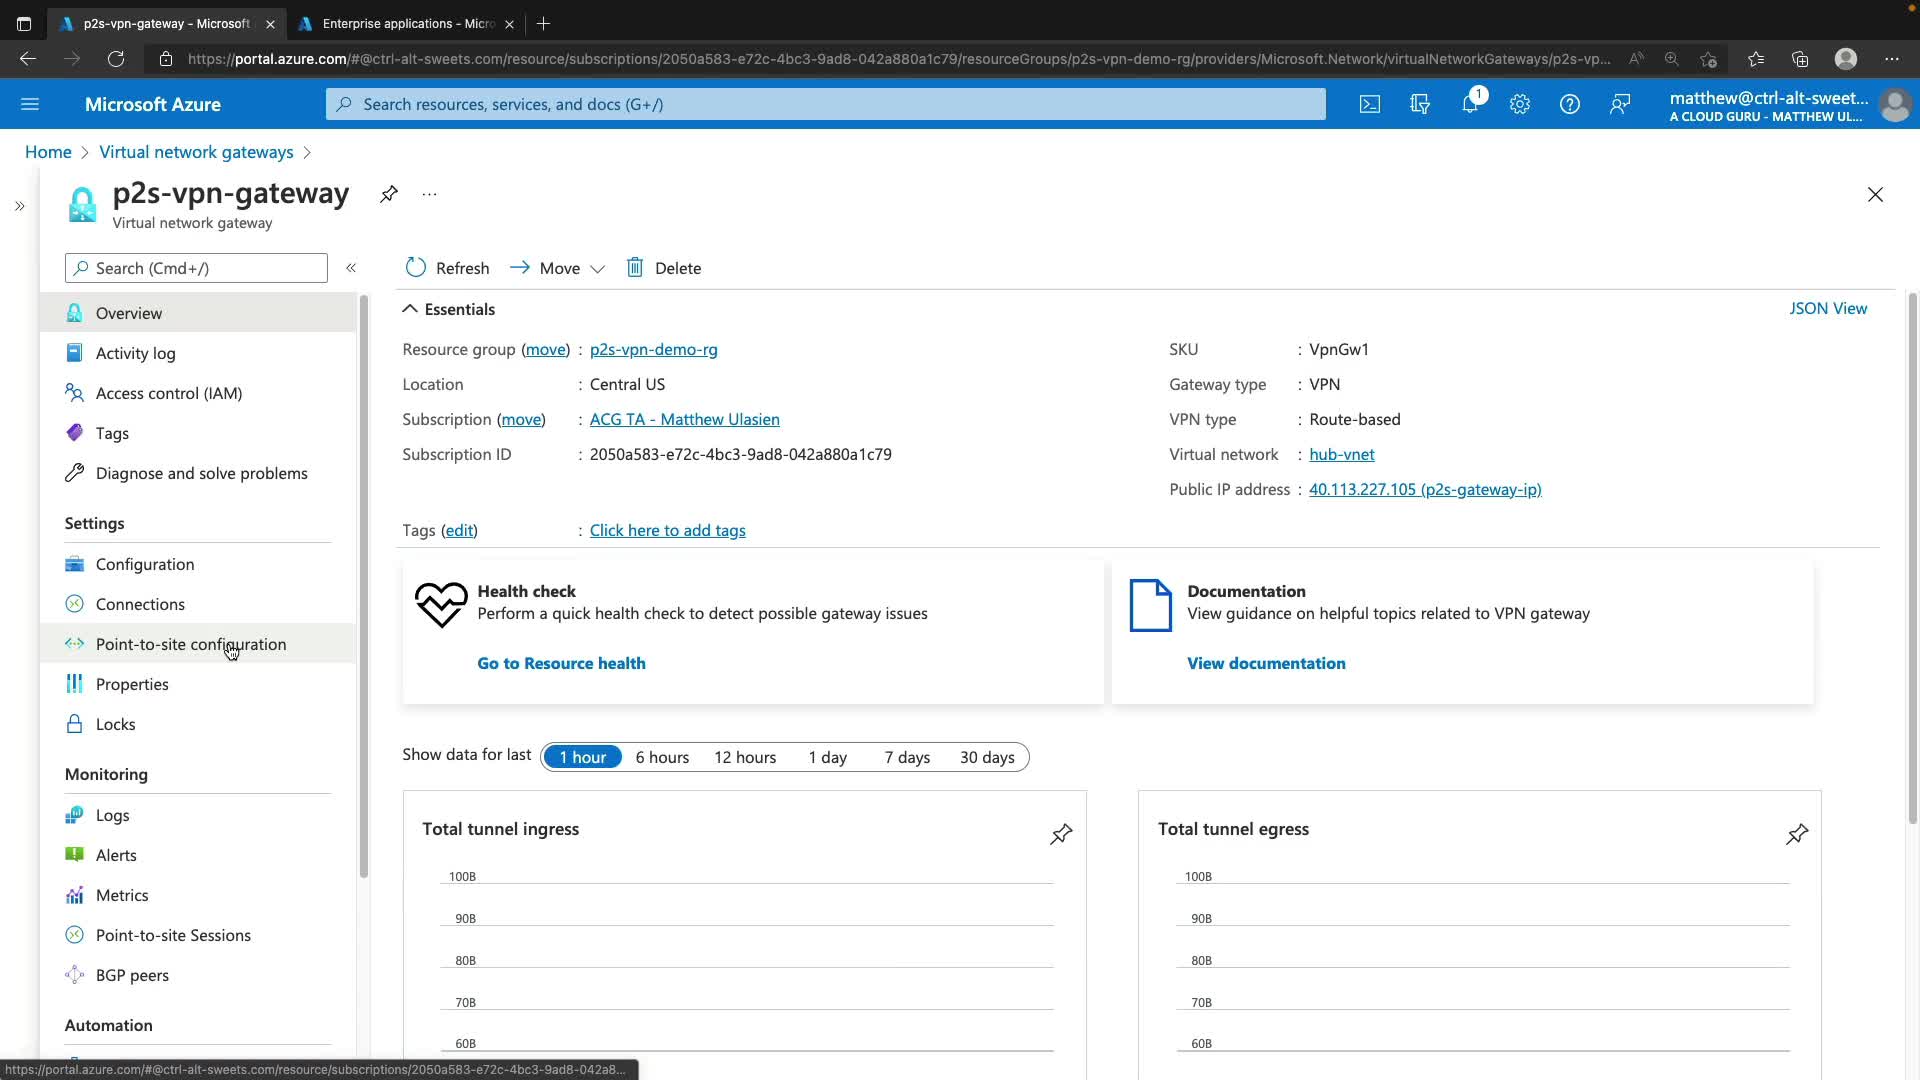 p2s-vpn-gateway - Microsoft
Enterprise applications - Micro
https://portal.azure.com/#@ctrl-alt-sweets.com/resource/subscriptions/2050a583-e72c-4bc3-9ad8-042a880a1c79/resourceGroups/p2s-vpn-demo-rg/providers/Microsoft.Network/virtualNetworkGateways/p2s-vp...
Microsoft Azure
Search resources, services, and docs (G+/)
1
matthew@ctrl-alt-sweet...
A CLOUD GURU - MATTHEW UL...
Home > Virtual network gateways >
p2s-vpn-gateway
Virtual network gateway
Search (Cmd+/)
Refresh
Move
Delete
Overview
Activity log
Access control (IAM)
Tags
Diagnose and solve problems
Settings
Configuration
Connections
Point-to-site configuration
Properties
Locks
Monitoring
Logs
Alerts
Metrics
Point-to-site Sessions
BGP peers
Automation
Essentials
JSON View
Resource group (move) : p2s-vpn-demo-rg
Location : Central US
Subscription (move) : ACG TA - Matthew Ulasien
Subscription ID : 2050a583-e72c-4bc3-9ad8-042a880a1c79
SKU : VpnGw1
Gateway type : VPN
VPN type : Route-based
Virtual network : hub-vnet
Public IP address : 40.113.227.105 (p2s-gateway-ip)
Tags (edit) : Click here to add tags
Health check
Perform a quick health check to detect possible gateway issues
Go to Resource health
Documentation
View guidance on helpful topics related to VPN gateway
View documentation
Show data for last
1 hour
6 hours
12 hours
1 day
7 days
30 days
Total tunnel ingress
100B
90B
80B
70B
60B
Total tunnel egress
100B
90B
80B
70B
60B
https://portal.azure.com/#@ctrl-alt-sweets.com/resource/subscriptions/2050a583-e72c-4bc3-9ad8-042a8...